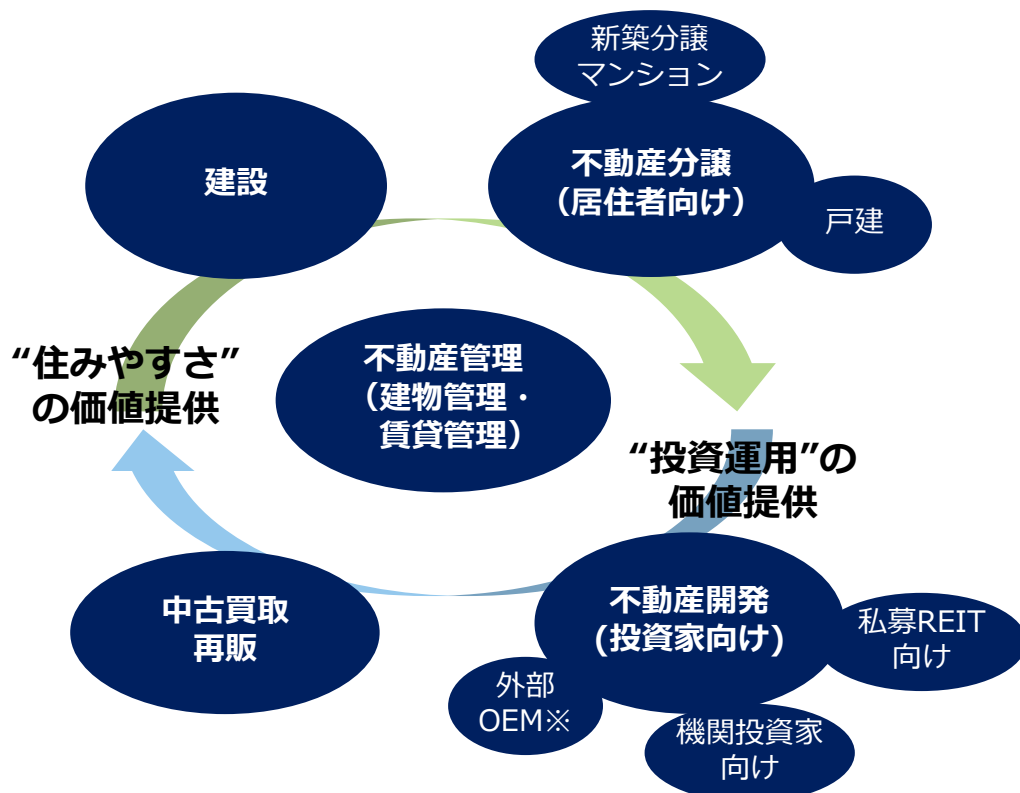 新築分譲
マンション
建設
不動産分譲
（居住者向け）
戸建
“住みやすさ”
の価値提供
不動産管理
（建物管理・
賃貸管理）
“投資運用”の
価値提供
中古買取
再販
不動産開発
(投資家向け)
私募REIT
向け
外部
OEM※
機関投資家
向け